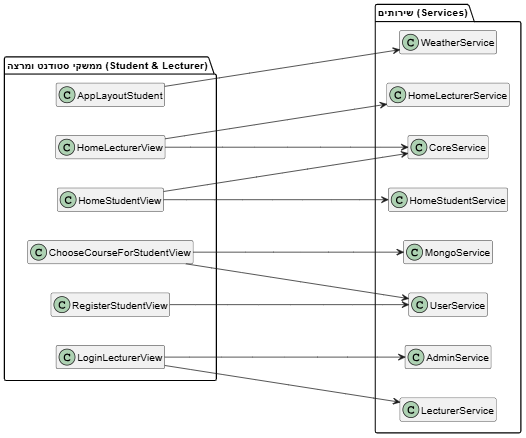 ממשקי סטודנט ומרצה (Student & Lecturer)
C AppLayoutStudent
C HomeLecturerView
C HomeStudentView
C ChooseCourseForStudentView
C RegisterStudentView
C LoginLecturerView
שירותים (Services)
C WeatherService
C HomeLecturerService
C CoreService
C HomeStudentService
C MongoService
C UserService
C AdminService
C LecturerService